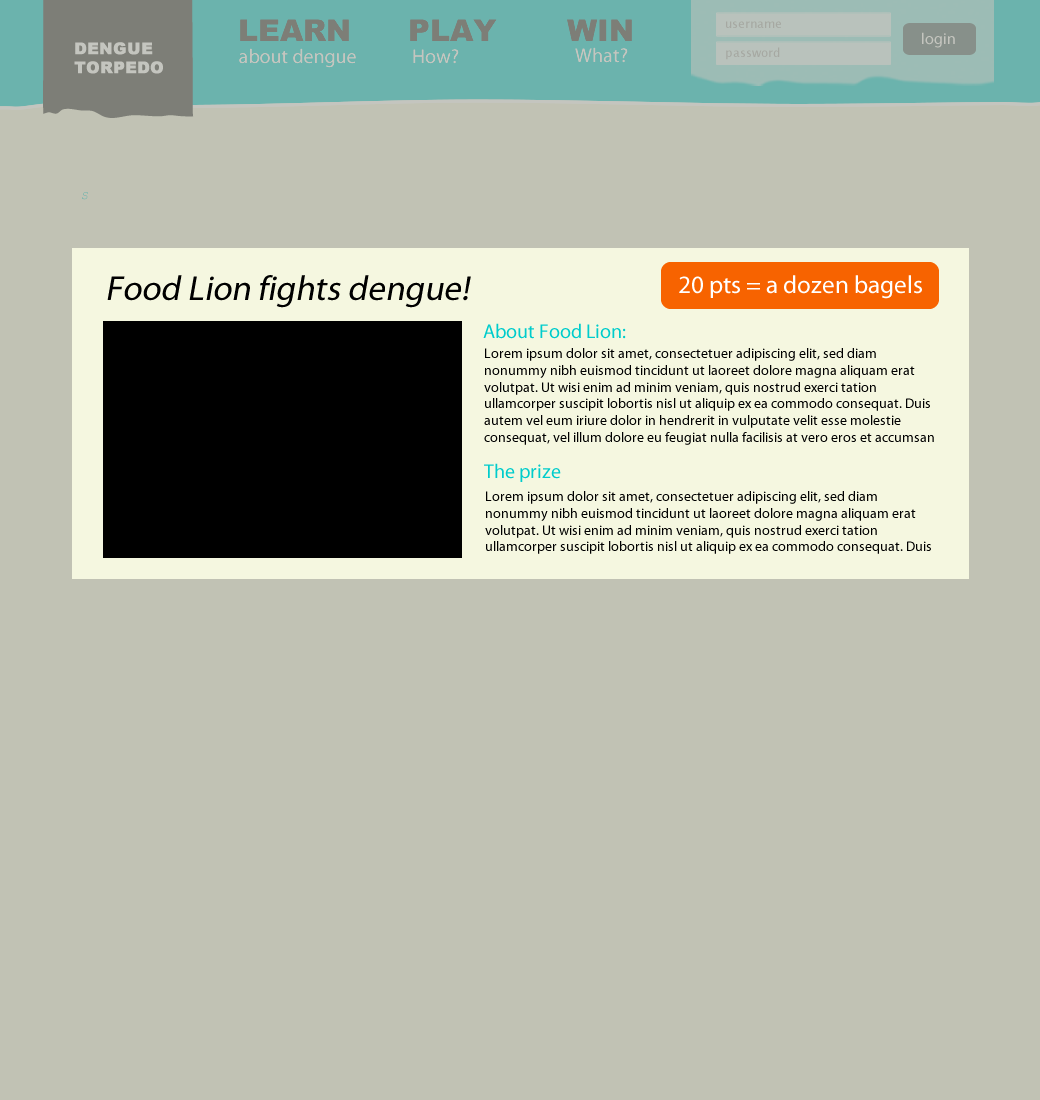 DENGUE
TORPEDO
LEARN
about dengue
PLAY
How?
WIN
What?
username
password
login
s
Food Lion fights dengue!
20 pts = a dozen bagels
About Food Lion:
Lorem ipsum dolor sit amet, consectetuer adipiscing elit, sed diam
nonummy nibh euismod tincidunt ut laoreet dolore magna aliquam erat
volutpat. Ut wisi enim ad minim veniam, quis nostrud exerci tation
ullamcorper suscipit lobortis nisl ut aliquip ex ea commodo consequat. Duis
autem vel eum iriure dolor in hendrerit in vulputate velit esse molestie
consequat, vel illum dolore eu feugiat nulla facilisis at vero eros et accumsan
The prize
Lorem ipsum dolor sit amet, consectetuer adipiscing elit, sed diam
nonummy nibh euismod tincidunt ut laoreet dolore magna aliquam erat
volutpat. Ut wisi enim ad minim veniam, quis nostrud exerci tation
ullamcorper suscipit lobortis nisl ut aliquip ex ea commodo consequat. Duis